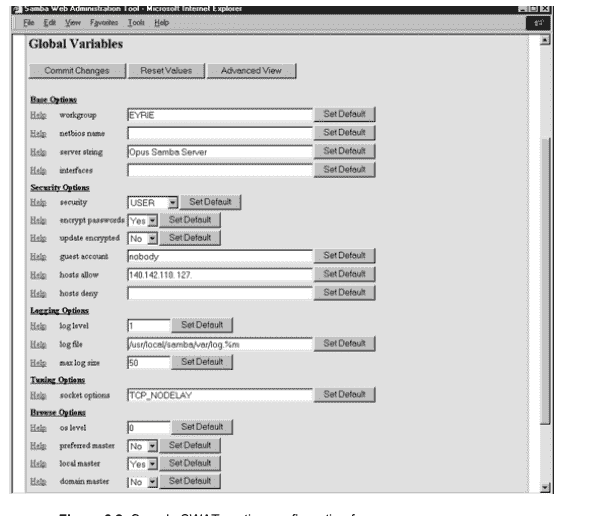 Samba Web Administration Tool - Microsoft Internet Explorer
File Edit View Favorites Tools Help
Global Variables
Commit Changes Reset Values Advanced View
Base Options
Help workgroup EYRIE Set Default
Help netbios name Set Default
Help server string Opus Samba Server Set Default
Help interfaces Set Default
Security Options
Help security USER Set Default
Help encrypt passwords Yes Set Default
Help update encrypted No Set Default
Help guest account nobody Set Default
Help hosts allow 140.142.110. 127. Set Default
Help hosts deny Set Default
Logging Options
Help log level 1 Set Default
Help log file /usr/local/samba/var/log.%m Set Default
Help max log size 50 Set Default
Tuning Options
Help socket options TCP_NODELAY Set Default
Browse Options
Help os level 0 Set Default
Help preferred master No Set Default
Help local master Yes Set Default
Help domain master No Set Default